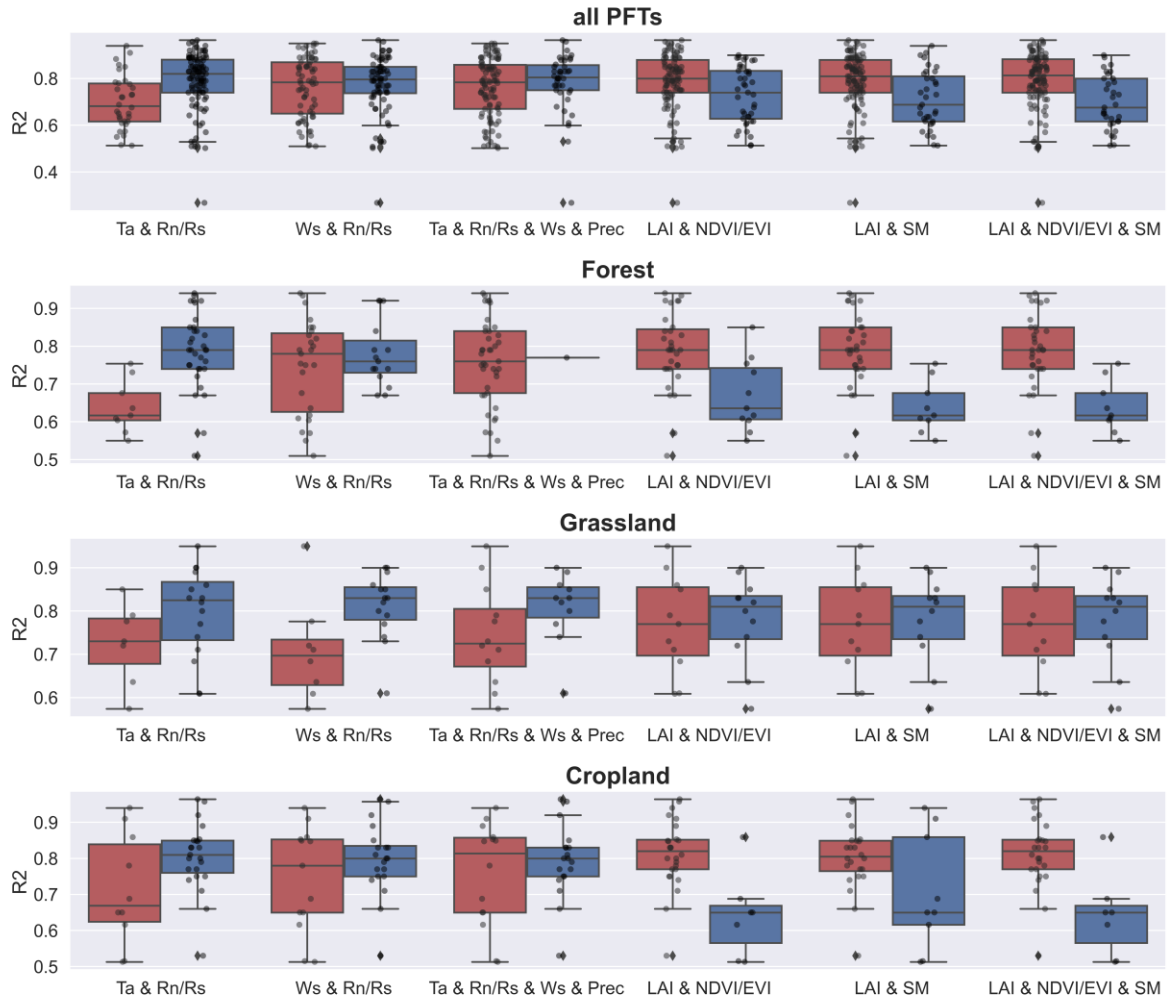 all PFTs
R2
0.8
0.6
0.4
Ta & Rn/Rs Ws & Rn/Rs Ta & Rn/Rs & Ws & Prec LAI & NDVI/EVI LAI & SM LAI & NDVI/EVI & SM
Forest
R2
0.9
0.8
0.7
0.6
0.5
Ta & Rn/Rs Ws & Rn/Rs Ta & Rn/Rs & Ws & Prec LAI & NDVI/EVI LAI & SM LAI & NDVI/EVI & SM
Grassland
R2
0.9
0.8
0.7
0.6
Ta & Rn/Rs Ws & Rn/Rs Ta & Rn/Rs & Ws & Prec LAI & NDVI/EVI LAI & SM LAI & NDVI/EVI & SM
Cropland
R2
0.9
0.8
0.7
0.6
0.5
Ta & Rn/Rs Ws & Rn/Rs Ta & Rn/Rs & Ws & Prec LAI & NDVI/EVI LAI & SM LAI & NDVI/EVI & SM